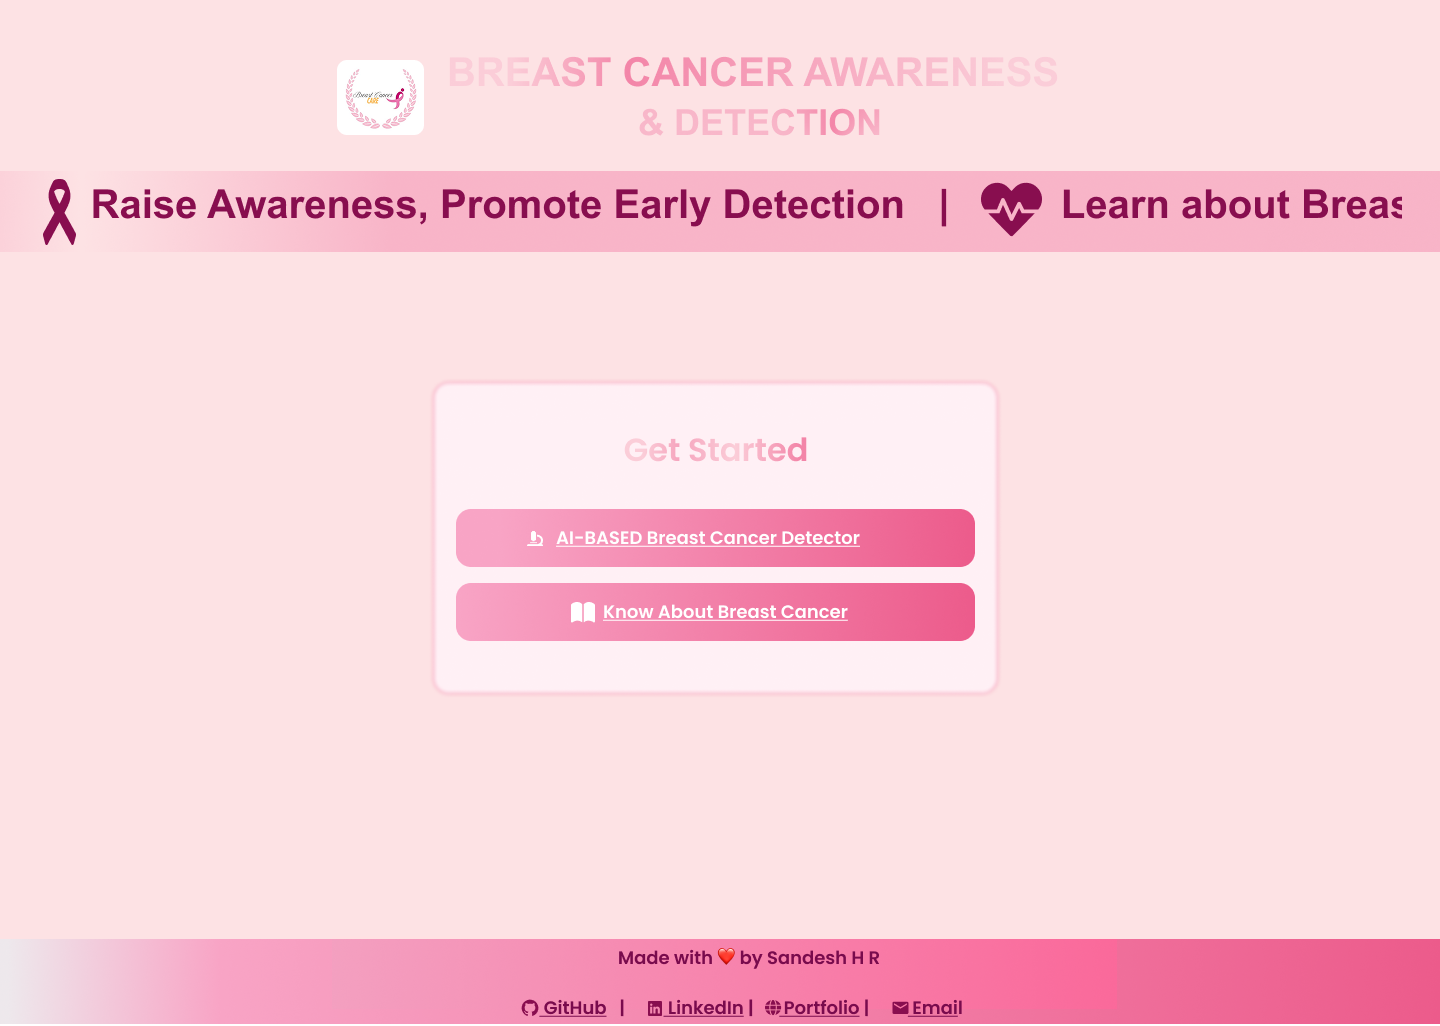 BREAST CANCER AWARENESS
& DETECTION
Breast Cancer
CARE
Raise Awareness, Promote Early Detection | Learn about Breas
Get Started
AI-BASED Breast Cancer Detector
Know About Breast Cancer
Made with ❤️ by Sandesh H R
GitHub | LinkedIn | Portfolio | Email